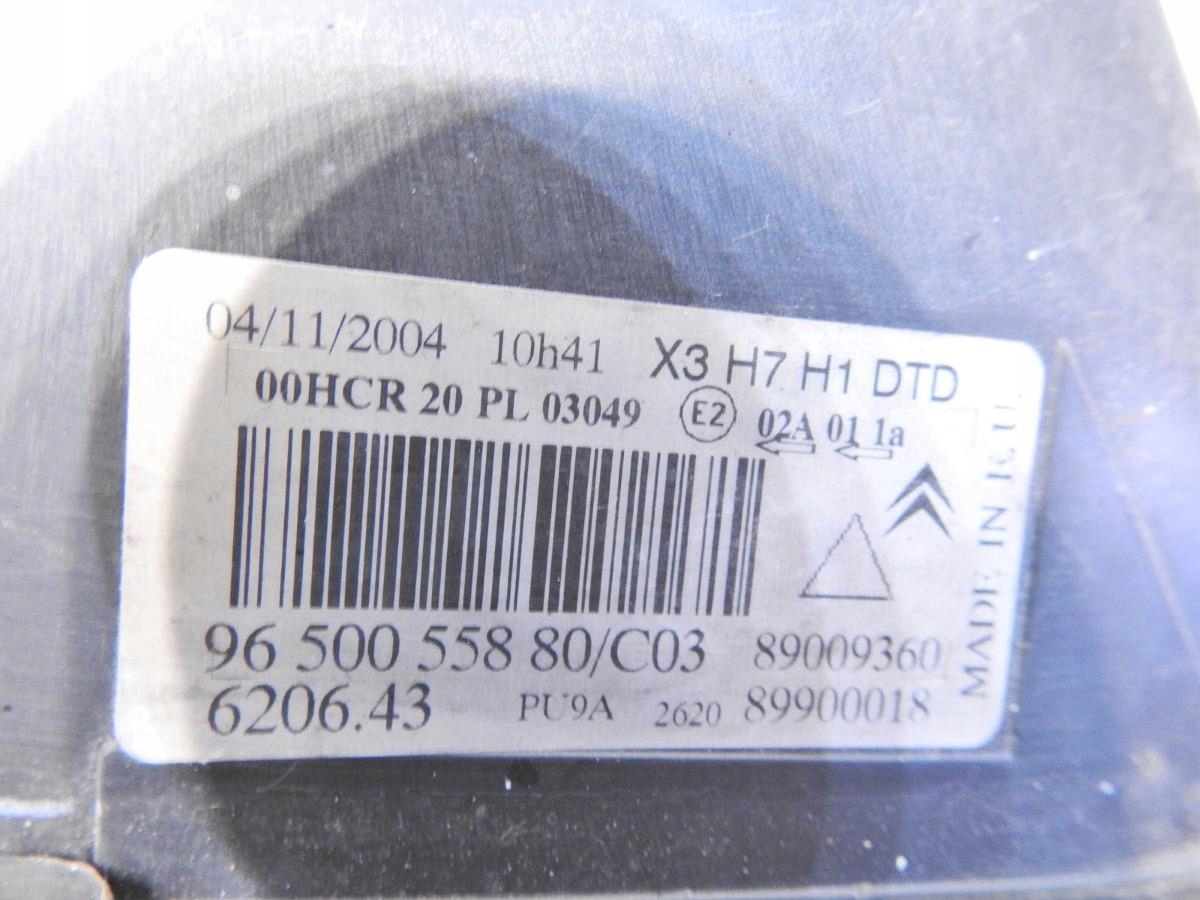 04/11/2004 10h41 X3 H7 H1 DTD
00HCR 20 PL 03049 E2 02A 01 1a
MADE IN E.U.
96 500 558 80/C03 89009360
6206.43 PU9A 2620 89900018